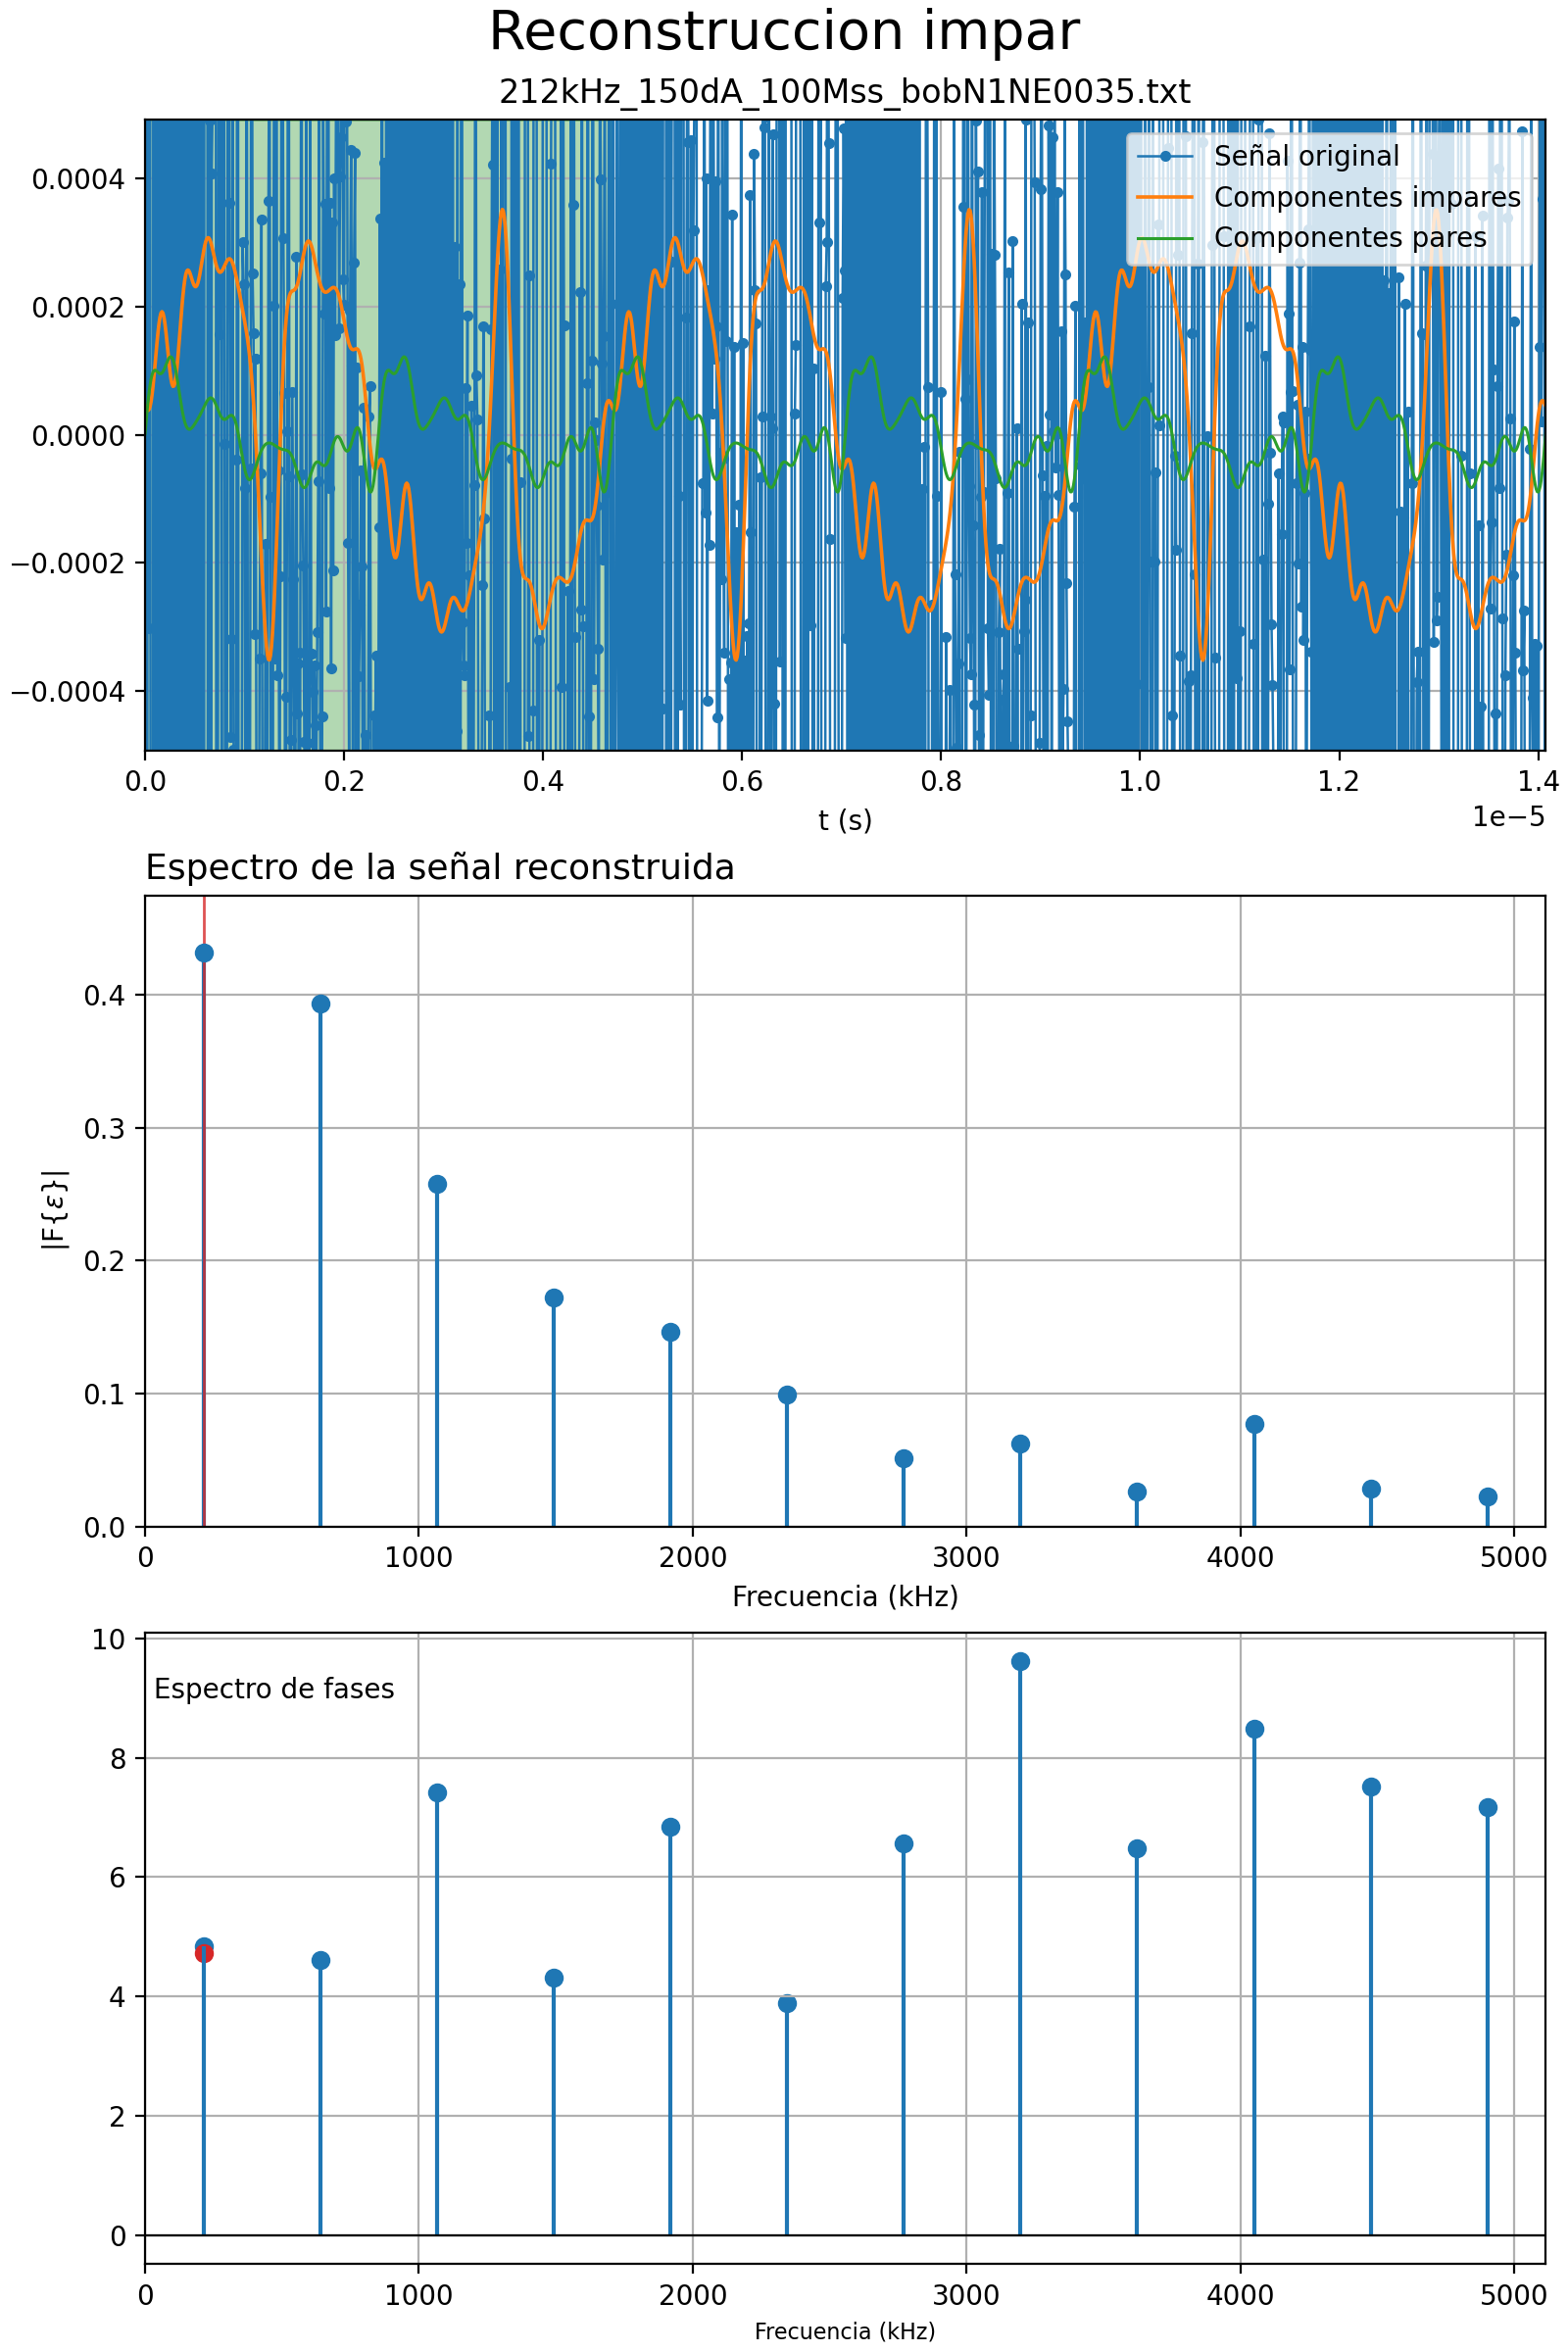 Reconstruccion impar
212kHz_150dA_100Mss_bobN1NE0035.txt
Señal original
Componentes impares
Componentes pares
0.0004
0.0002
0.0000
−0.0002
−0.0004
0.0 0.2 0.4 0.6 0.8 1.0 1.2 1.4
1e−5
t (s)
Espectro de la señal reconstruida
0.4
0.3
0.2
0.1
0.0
|F{ε}|
0 1000 2000 3000 4000 5000
Frecuencia (kHz)
Espectro de fases
10
8
6
4
2
0
0 1000 2000 3000 4000 5000
Frecuencia (kHz)